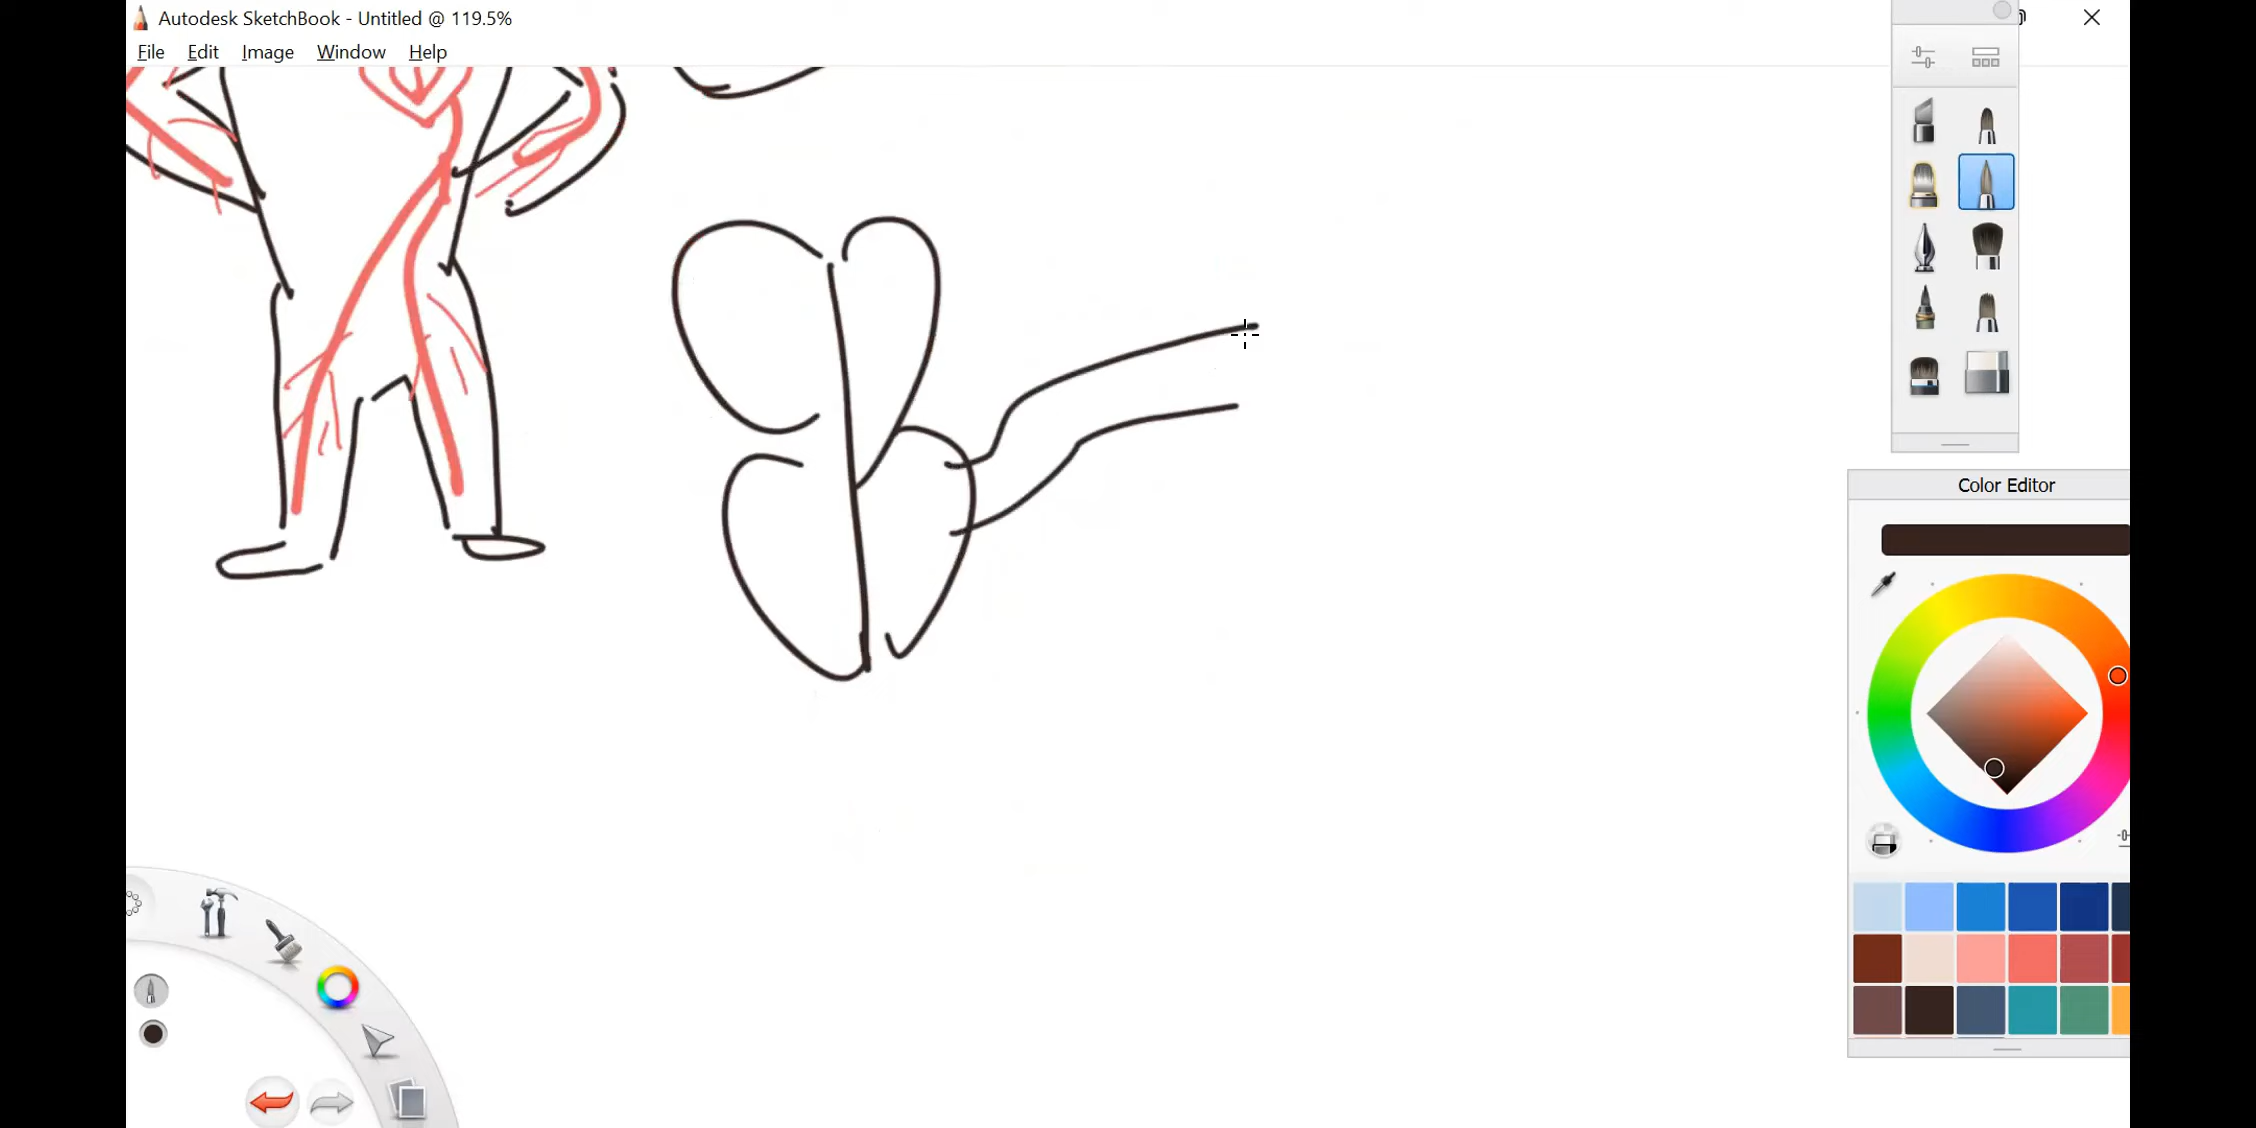 Autodesk SketchBook - Untitled @ 119.5%
File Edit Image Window Help
Color Editor